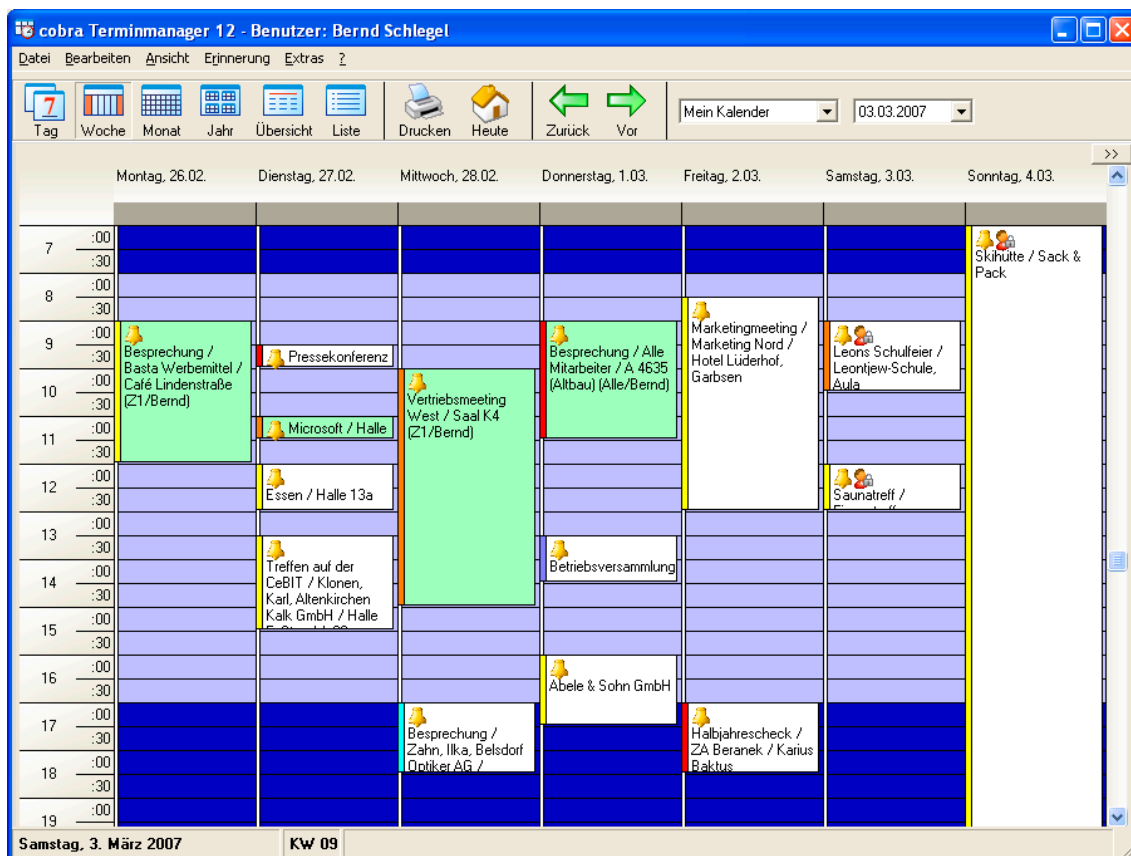 cobra Terminmanager 12 - Benutzer: Bernd Schlegel
Datei Bearbeiten Ansicht Erinnerung Extras ?
7
Tag Woche Monat Jahr Übersicht Liste Drucken Heute Zurück Vor
Mein Kalender 03.03.2007
>>
Montag, 26.02. Dienstag, 27.02. Mittwoch, 28.02. Donnerstag, 1.03. Freitag, 2.03. Samstag, 3.03. Sonntag, 4.03.
7 :00
:30
8 :00
:30
9 :00
:30
10 :00
:30
11 :00
:30
12 :00
:30
13 :00
:30
14 :00
:30
15 :00
:30
16 :00
:30
17 :00
:30
18 :00
:30
19 :00
Besprechung /
Basta Werbemittel /
Café Lindenstraße
(Z1/Bernd)
Pressekonferenz
Microsoft / Halle
Essen / Halle 13a
Treffen auf der
CeBIT / Klonen,
Karl, Altenkirchen
Kalk GmbH / Halle
Vertriebsmeeting
West / Saal K4
(Z1/Bernd)
Besprechung /
Zahn, Ilka, Belsdorf
Optiker AG /
Besprechung / Alle
Mitarbeiter / A 4635
(Altbau) (Alle/Bernd)
Betriebsversammlung
Abele & Sohn GmbH
Marketingmeeting /
Marketing Nord /
Hotel Lüderhof,
Garbsen
Halbjahrescheck /
ZA Beranek / Karius
Baktus
Leons Schulfeier /
Leontjew-Schule,
Aula
Saunatreff /
Skihütte / Sack &
Pack
Samstag, 3. März 2007 KW 09